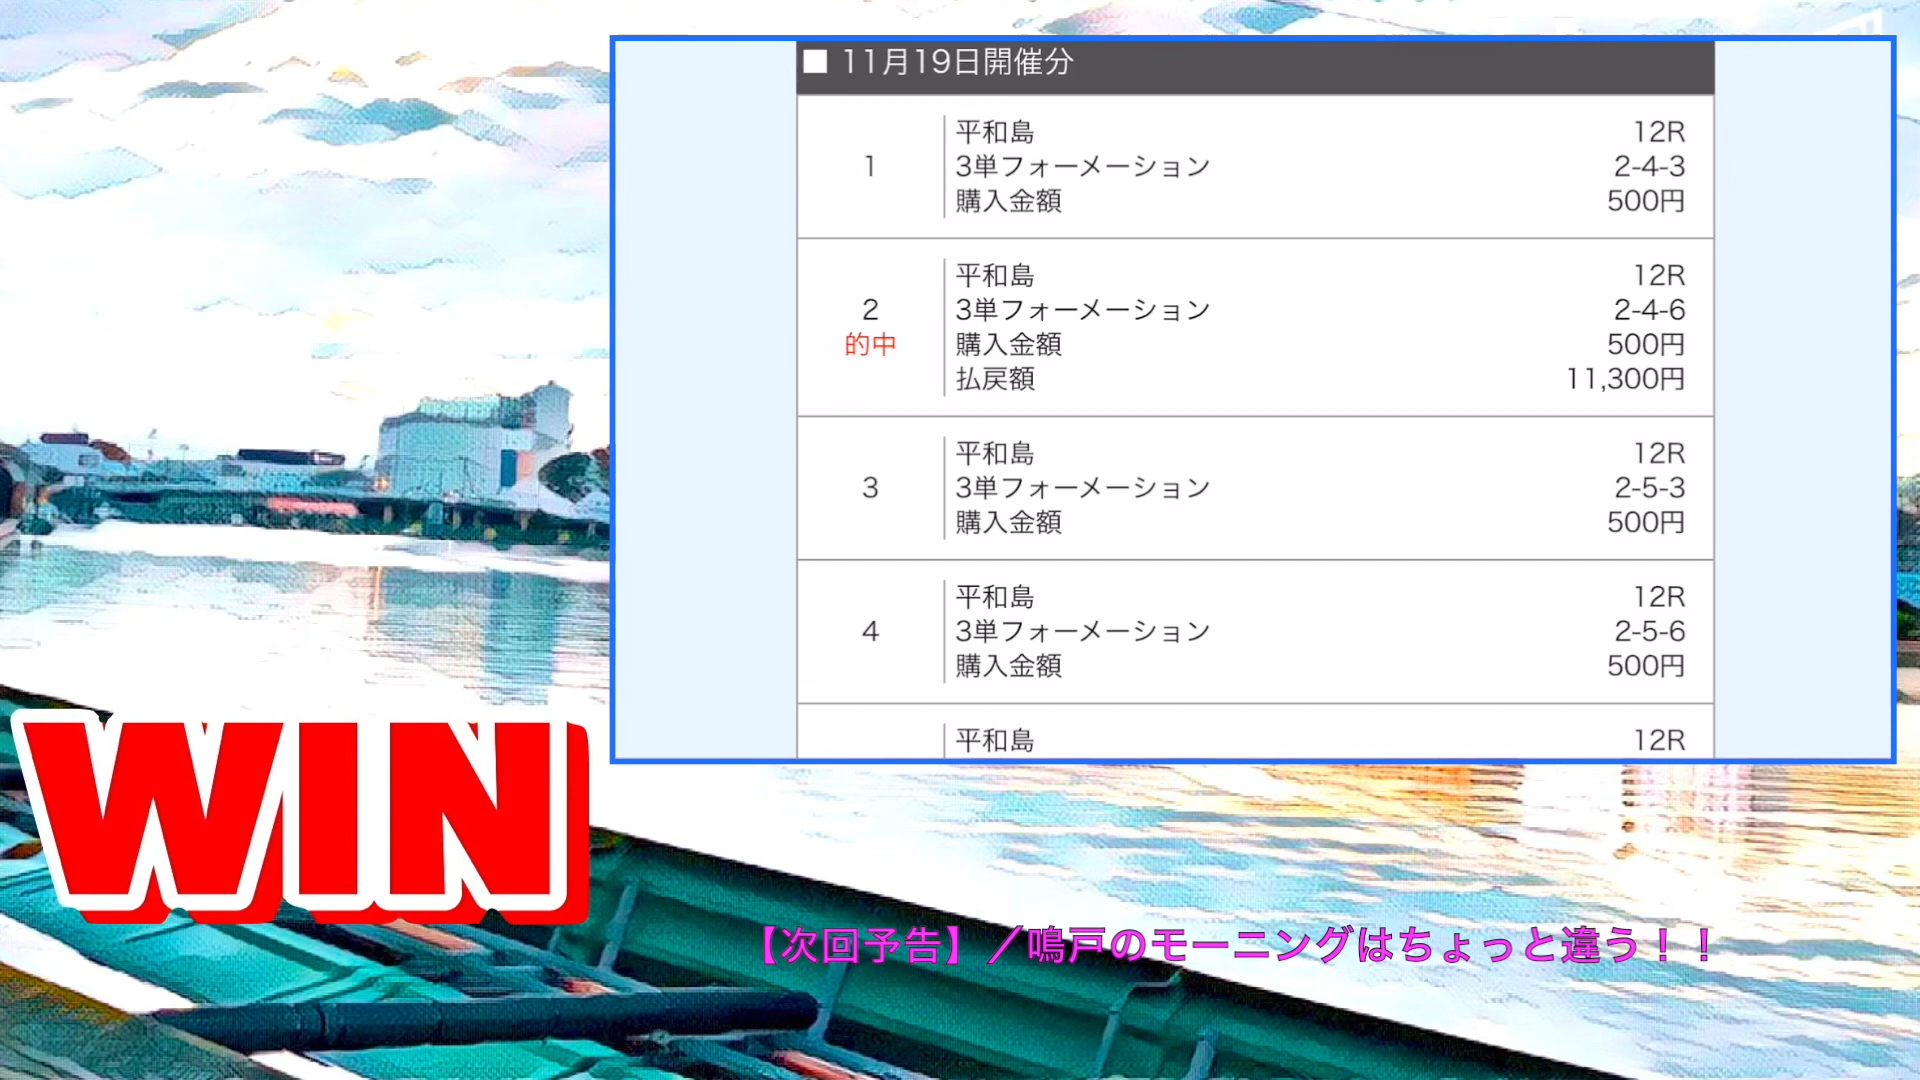 ■ 11月19日開催分
1
平和島 12R
3単フォーメーション 2-4-3
購入金額 500円
2
的中
平和島 12R
3単フォーメーション 2-4-6
購入金額 500円
払戻額 11,300円
3
平和島 12R
3単フォーメーション 2-5-3
購入金額 500円
4
平和島 12R
3単フォーメーション 2-5-6
購入金額 500円
平和島 12R
WIN
【次回予告】／鳴戸のモーニングはちょっと違う！！